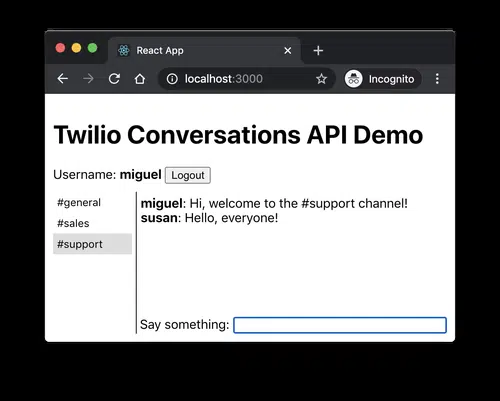 React App
localhost:3000
Incognito
Twilio Conversations API Demo
Username: miguel Logout
#general
#sales
#support
miguel: Hi, welcome to the #support channel!
susan: Hello, everyone!
Say something: